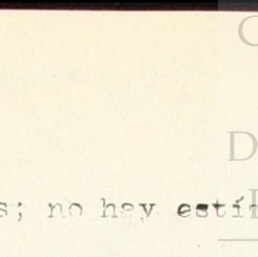 s; no hay estí